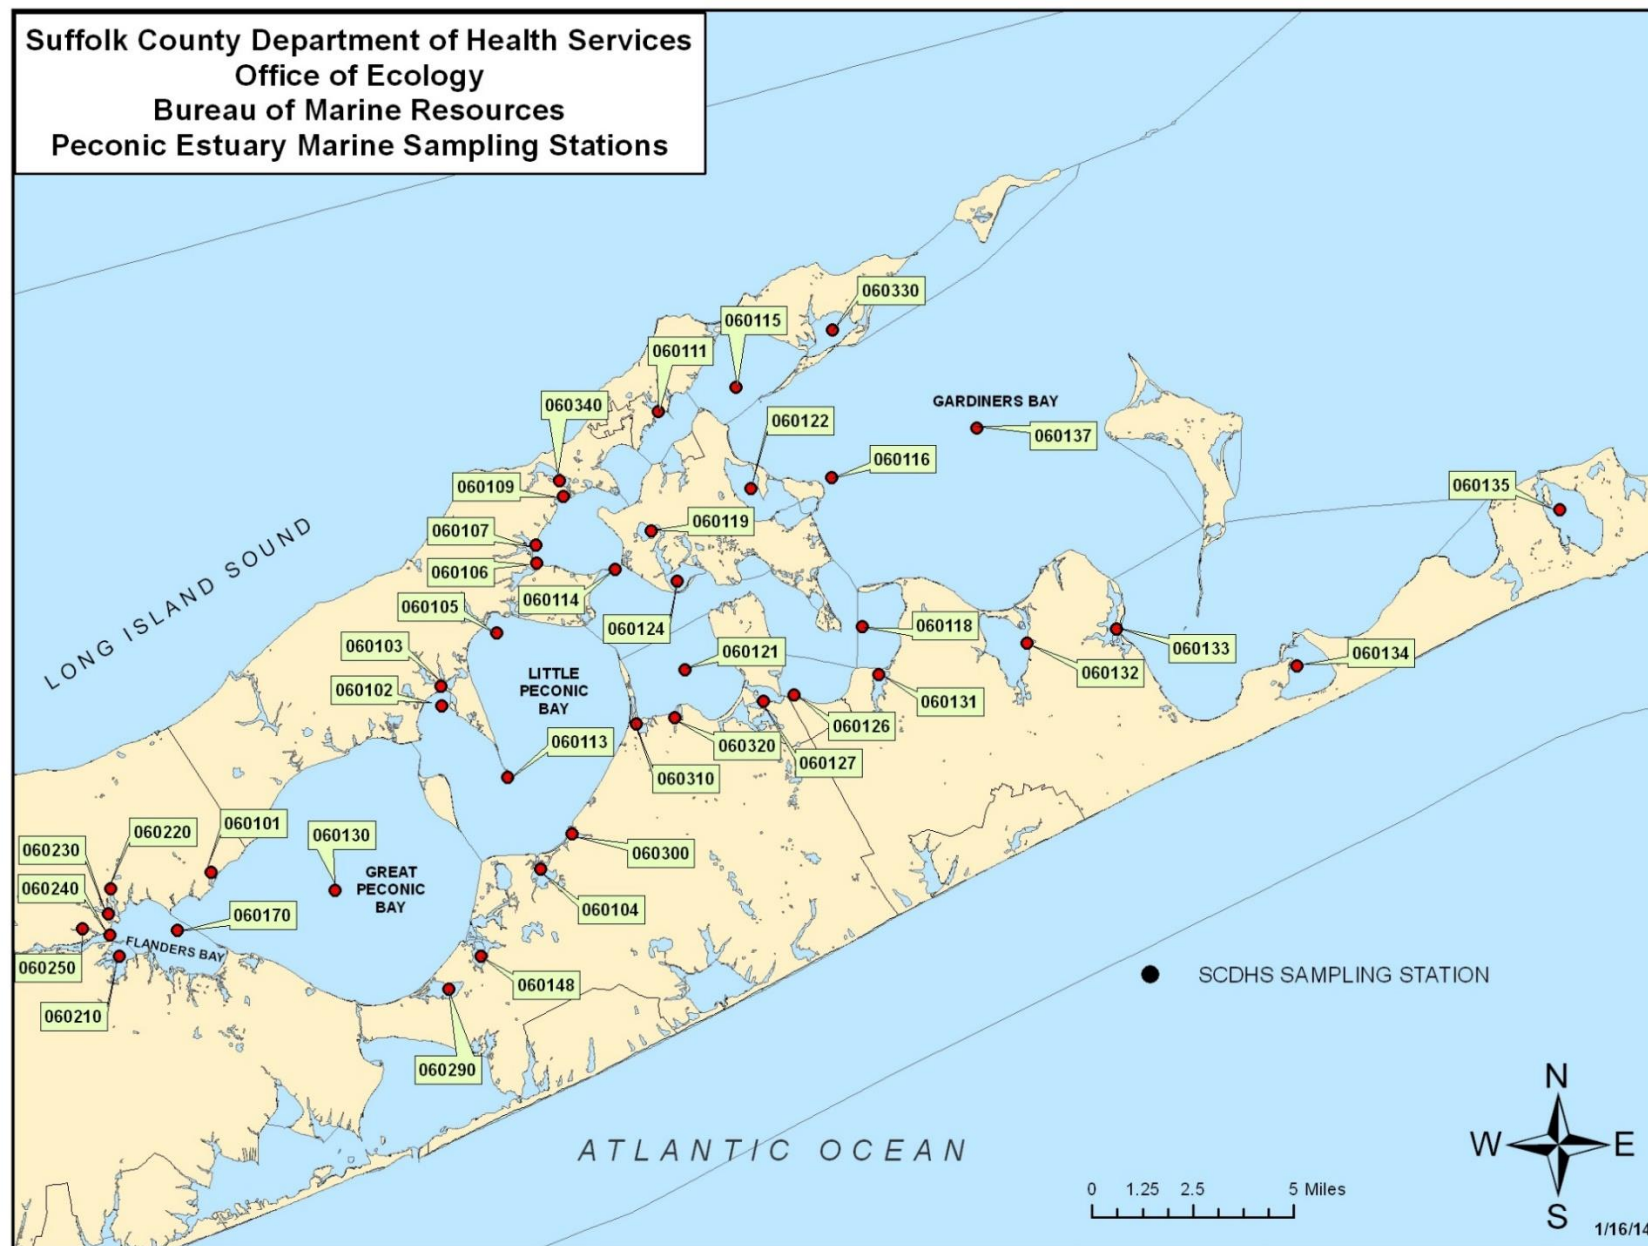 Suffolk County Department of Health Services
Office of Ecology
Bureau of Marine Resources
Peconic Estuary Marine Sampling Stations
060330
060115
060111
060340
GARDINERS BAY
060122
060137
060116
060109
060135
060119
060107
060106
LONG ISLAND SOUND
060114
060105
060124
060118
060103
060121
060133
060134
060102
LITTLE
PECONIC
BAY
060132
060131
060126
060113
060320
060127
060310
060220
060101
060130
060230
060300
GREAT
PECONIC
BAY
060240
060170
060104
FLANDERS BAY
060250
060148
SCDHS SAMPLING STATION
060210
060290
ATLANTIC OCEAN
N
W
E
S
0 1.25 2.5 5 Miles
1/16/14